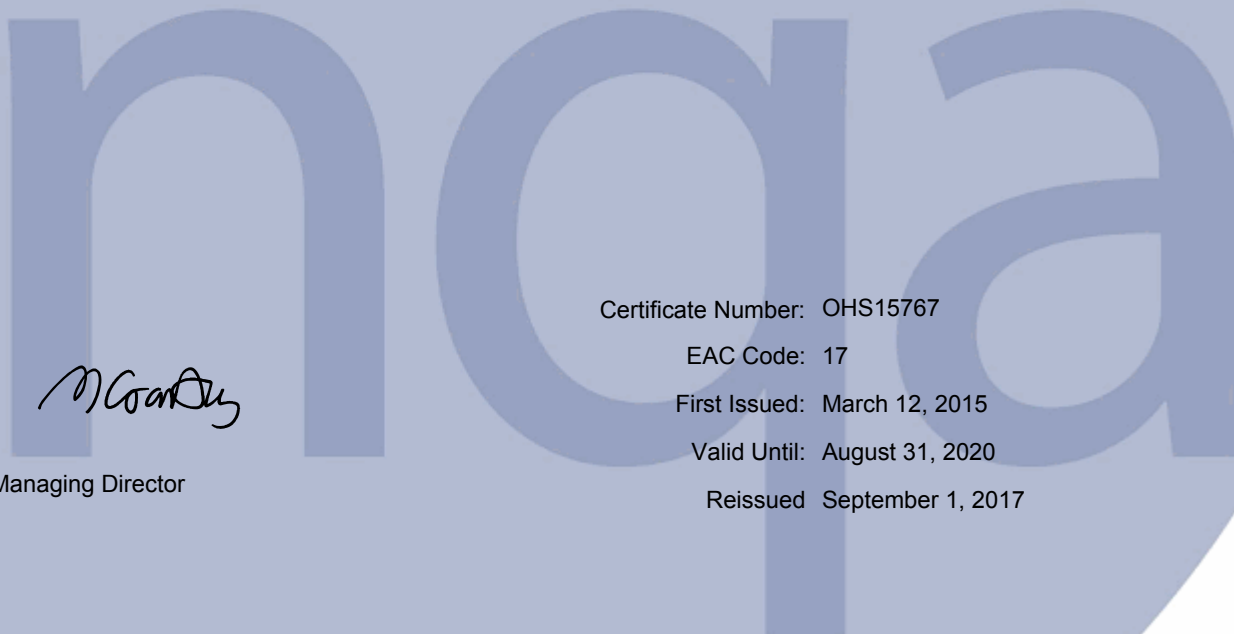 nqa
Certificate Number: OHS15767
EAC Code: 17
First Issued: March 12, 2015
Valid Until: August 31, 2020
Managing Director
Reissued September 1, 2017